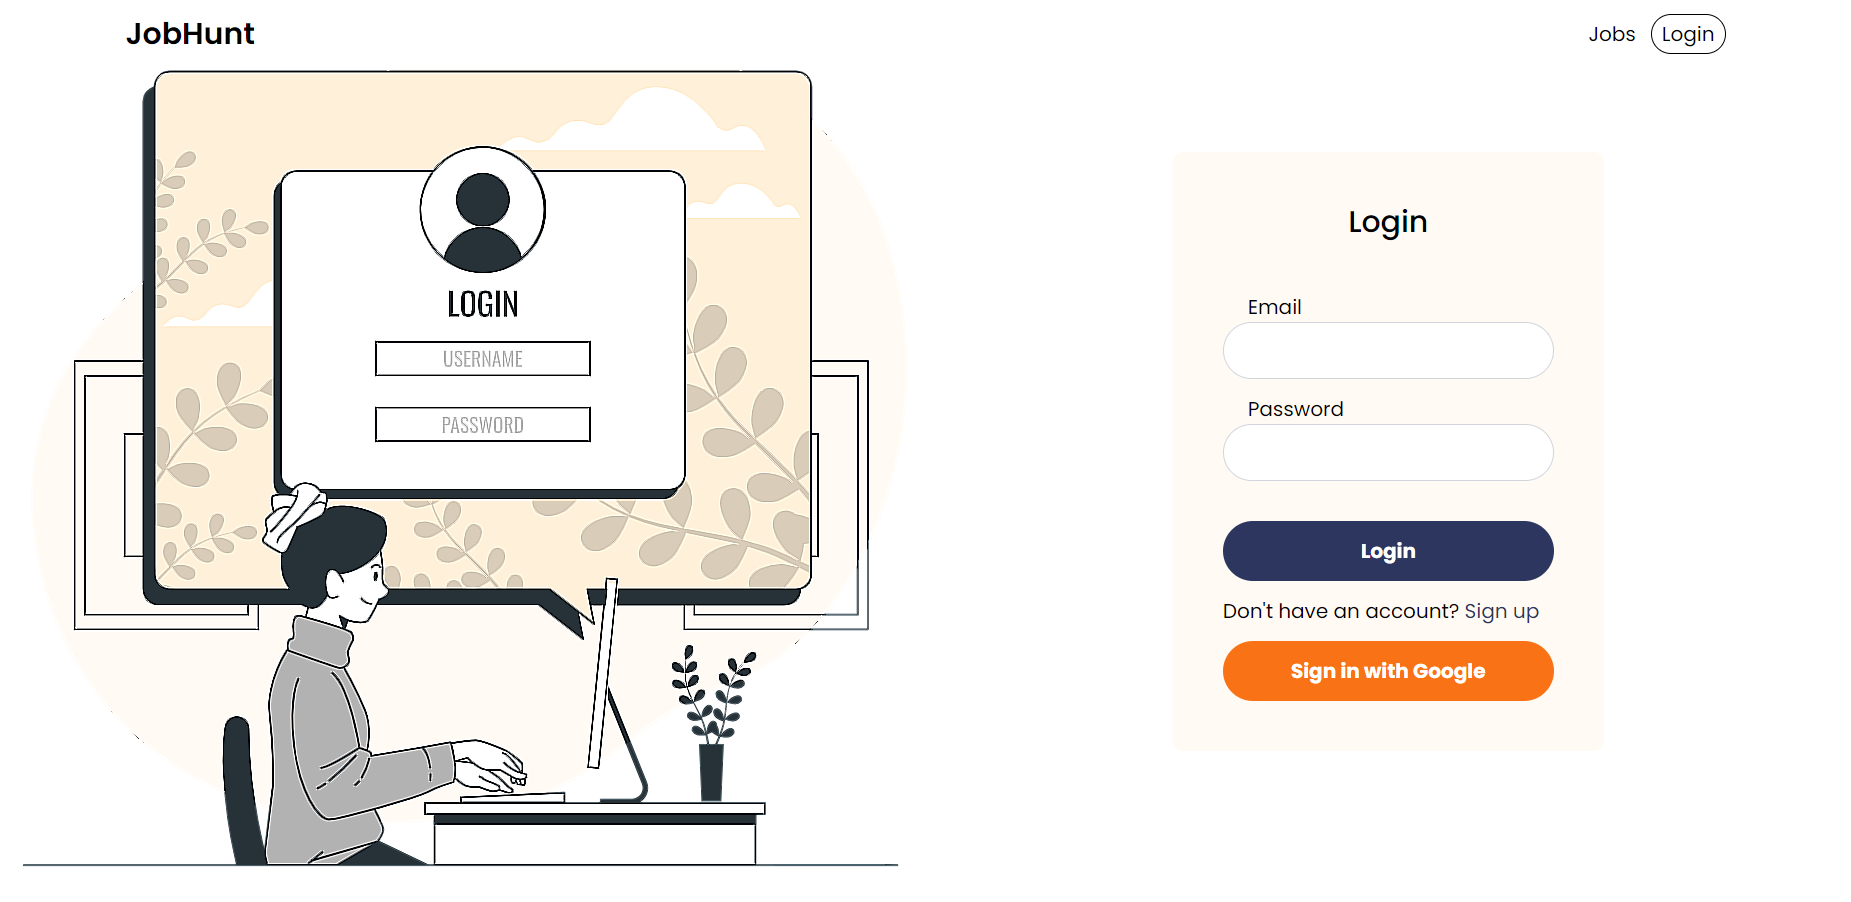 JobHunt
Jobs
Login
LOGIN
USERNAME
PASSWORD
Login
Email
Password
Login
Don't have an account? Sign up
Sign in with Google